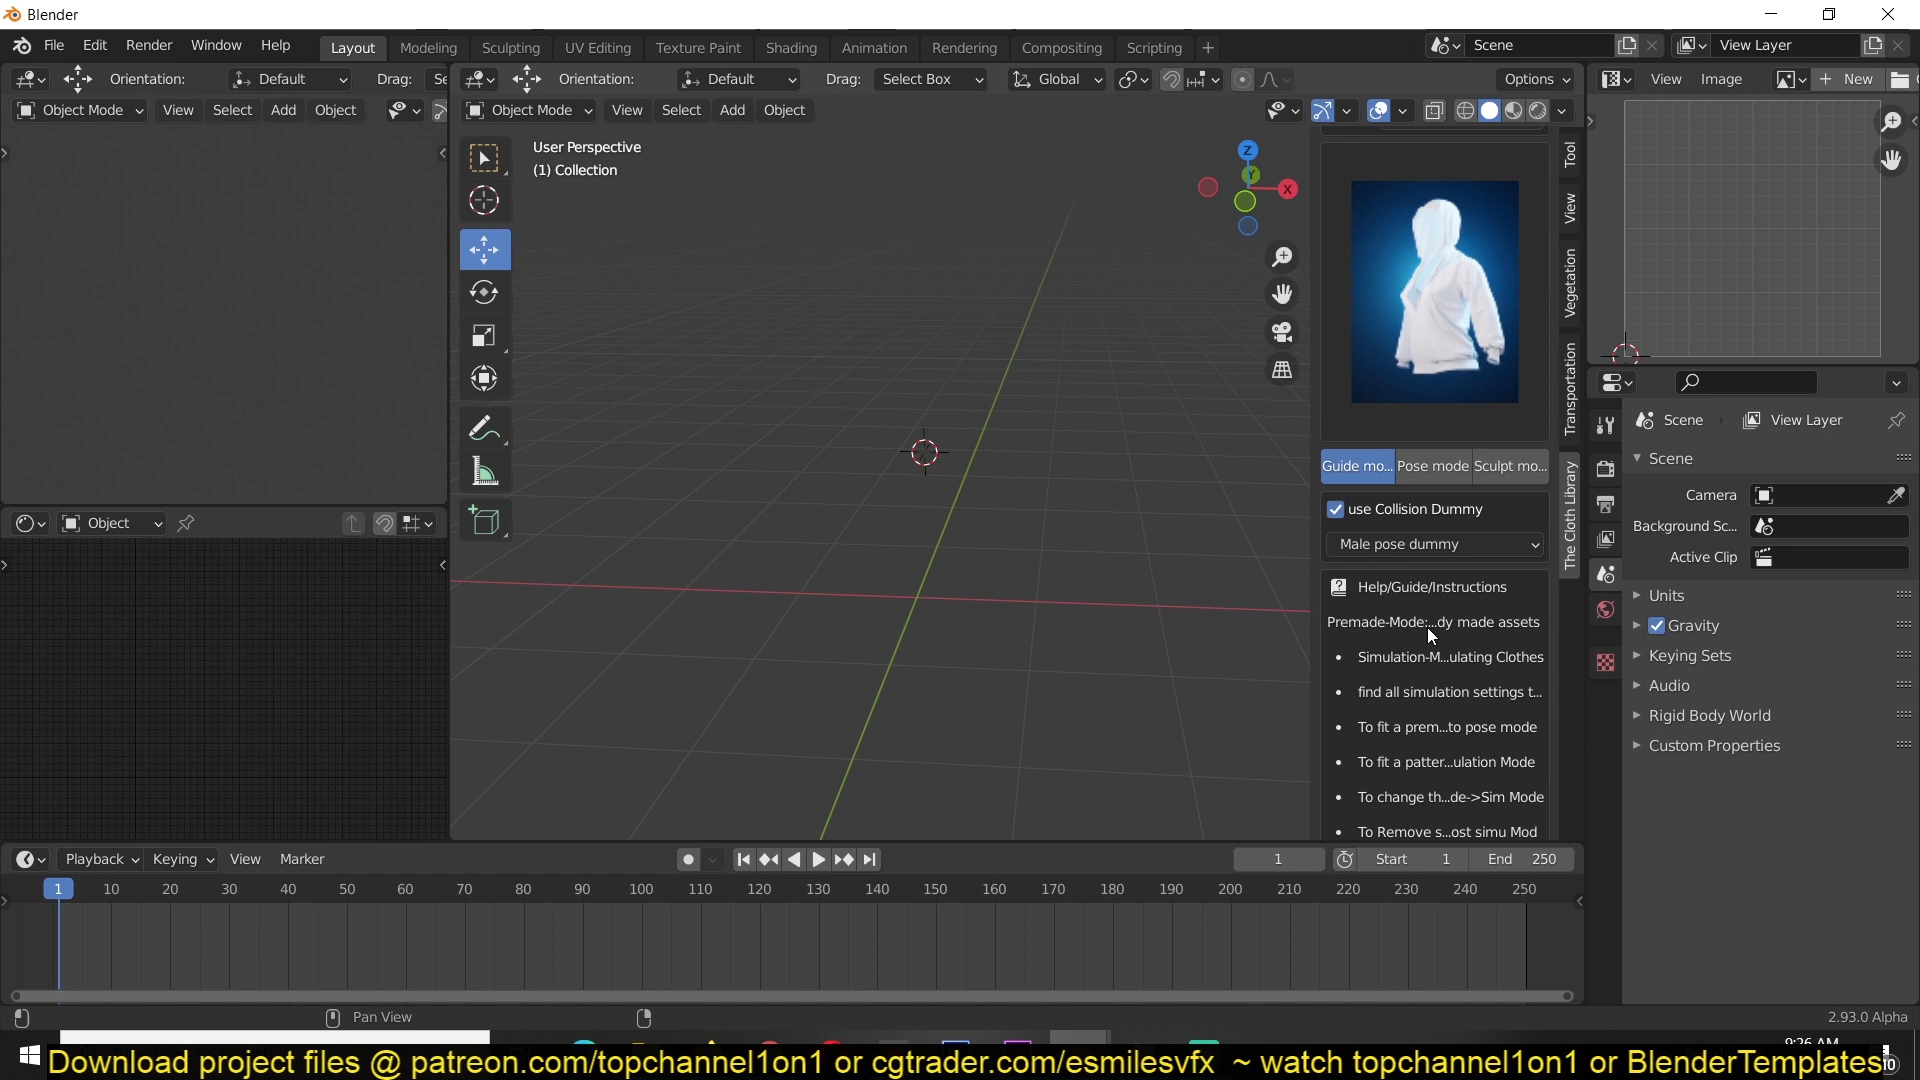 Blender
File Edit Render Window Help Layout Modeling Sculpting UV Editing Texture Paint Shading Animation Rendering Compositing Scripting + Scene View Layer
Orientation: Default Drag: Se Orientation: Default Drag: Select Box Global Options View Image + New
Object Mode View Select Add Object Object Mode View Select Add Object
User Perspective
(1) Collection
Z
Y
X
Tool
View
Vegetation
Transportation
The Cloth Library
Guide mo... Pose mode Sculpt mo...
use Collision Dummy
Male pose dummy
Help/Guide/Instructions
Premade-Mode:...dy made assets
• Simulation-M...ulating Clothes
• find all simulation settings t...
• To fit a prem...to pose mode
• To fit a patter...ulation Mode
• To change th...de->Sim Mode
• To Remove s...ost simu Mod
Scene View Layer
Scene
Camera
Background Sc...
Active Clip
Units
Gravity
Keying Sets
Audio
Rigid Body World
Custom Properties
Object
Playback Keying View Marker 1 Start 1 End 250
1 10 20 30 40 50 60 70 80 90 100 110 120 130 140 150 160 170 180 190 200 210 220 230 240 250
Pan View 2.93.0 Alpha
9:26 AM
Download project files @ patreon.com/topchannel1on1 or cgtrader.com/esmilesvfx ~ watch topchannel1on1 or BlenderTemplates